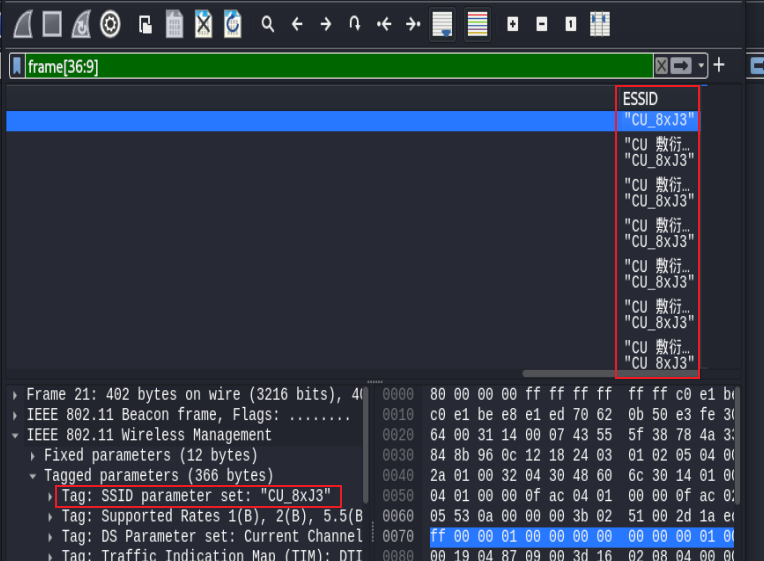 frame[36:9]
ESSID
"CU_8xJ3"
"CU 敷衍…
"CU_8xJ3"
"CU 敷衍…
"CU_8xJ3"
"CU 敷衍…
"CU_8xJ3"
"CU 敷衍…
"CU_8xJ3"
"CU 敷衍…
"CU_8xJ3"
"CU 敷衍…
"CU_8xJ3"
Frame 21: 402 bytes on wire (3216 bits), 40
IEEE 802.11 Beacon frame, Flags: ........
IEEE 802.11 Wireless Management
Fixed parameters (12 bytes)
Tagged parameters (366 bytes)
Tag: SSID parameter set: "CU_8xJ3"
Tag: Supported Rates 1(B), 2(B), 5.5(B
Tag: DS Parameter set: Current Channel
Tag: Traffic Indication Map (TIM): DTI
0000 80 00 00 00 ff ff ff ff ff ff c0 e1 be
0010 c0 e1 be e8 e1 ed 70 62 0b 50 e3 fe 30
0020 64 00 31 14 00 07 43 55 5f 38 78 4a 33
0030 84 8b 96 0c 12 18 24 03 01 02 05 04 00
0040 2a 01 00 32 04 30 48 60 6c 30 14 01 00
0050 04 01 00 00 0f ac 04 01 00 00 0f ac 02
0060 05 53 0a 00 00 00 3b 02 51 00 2d 1a ed
0070 ff 00 00 01 00 00 00 00 00 00 00 01 00
0080 00 19 04 87 09 00 3d 16 02 08 04 00 00